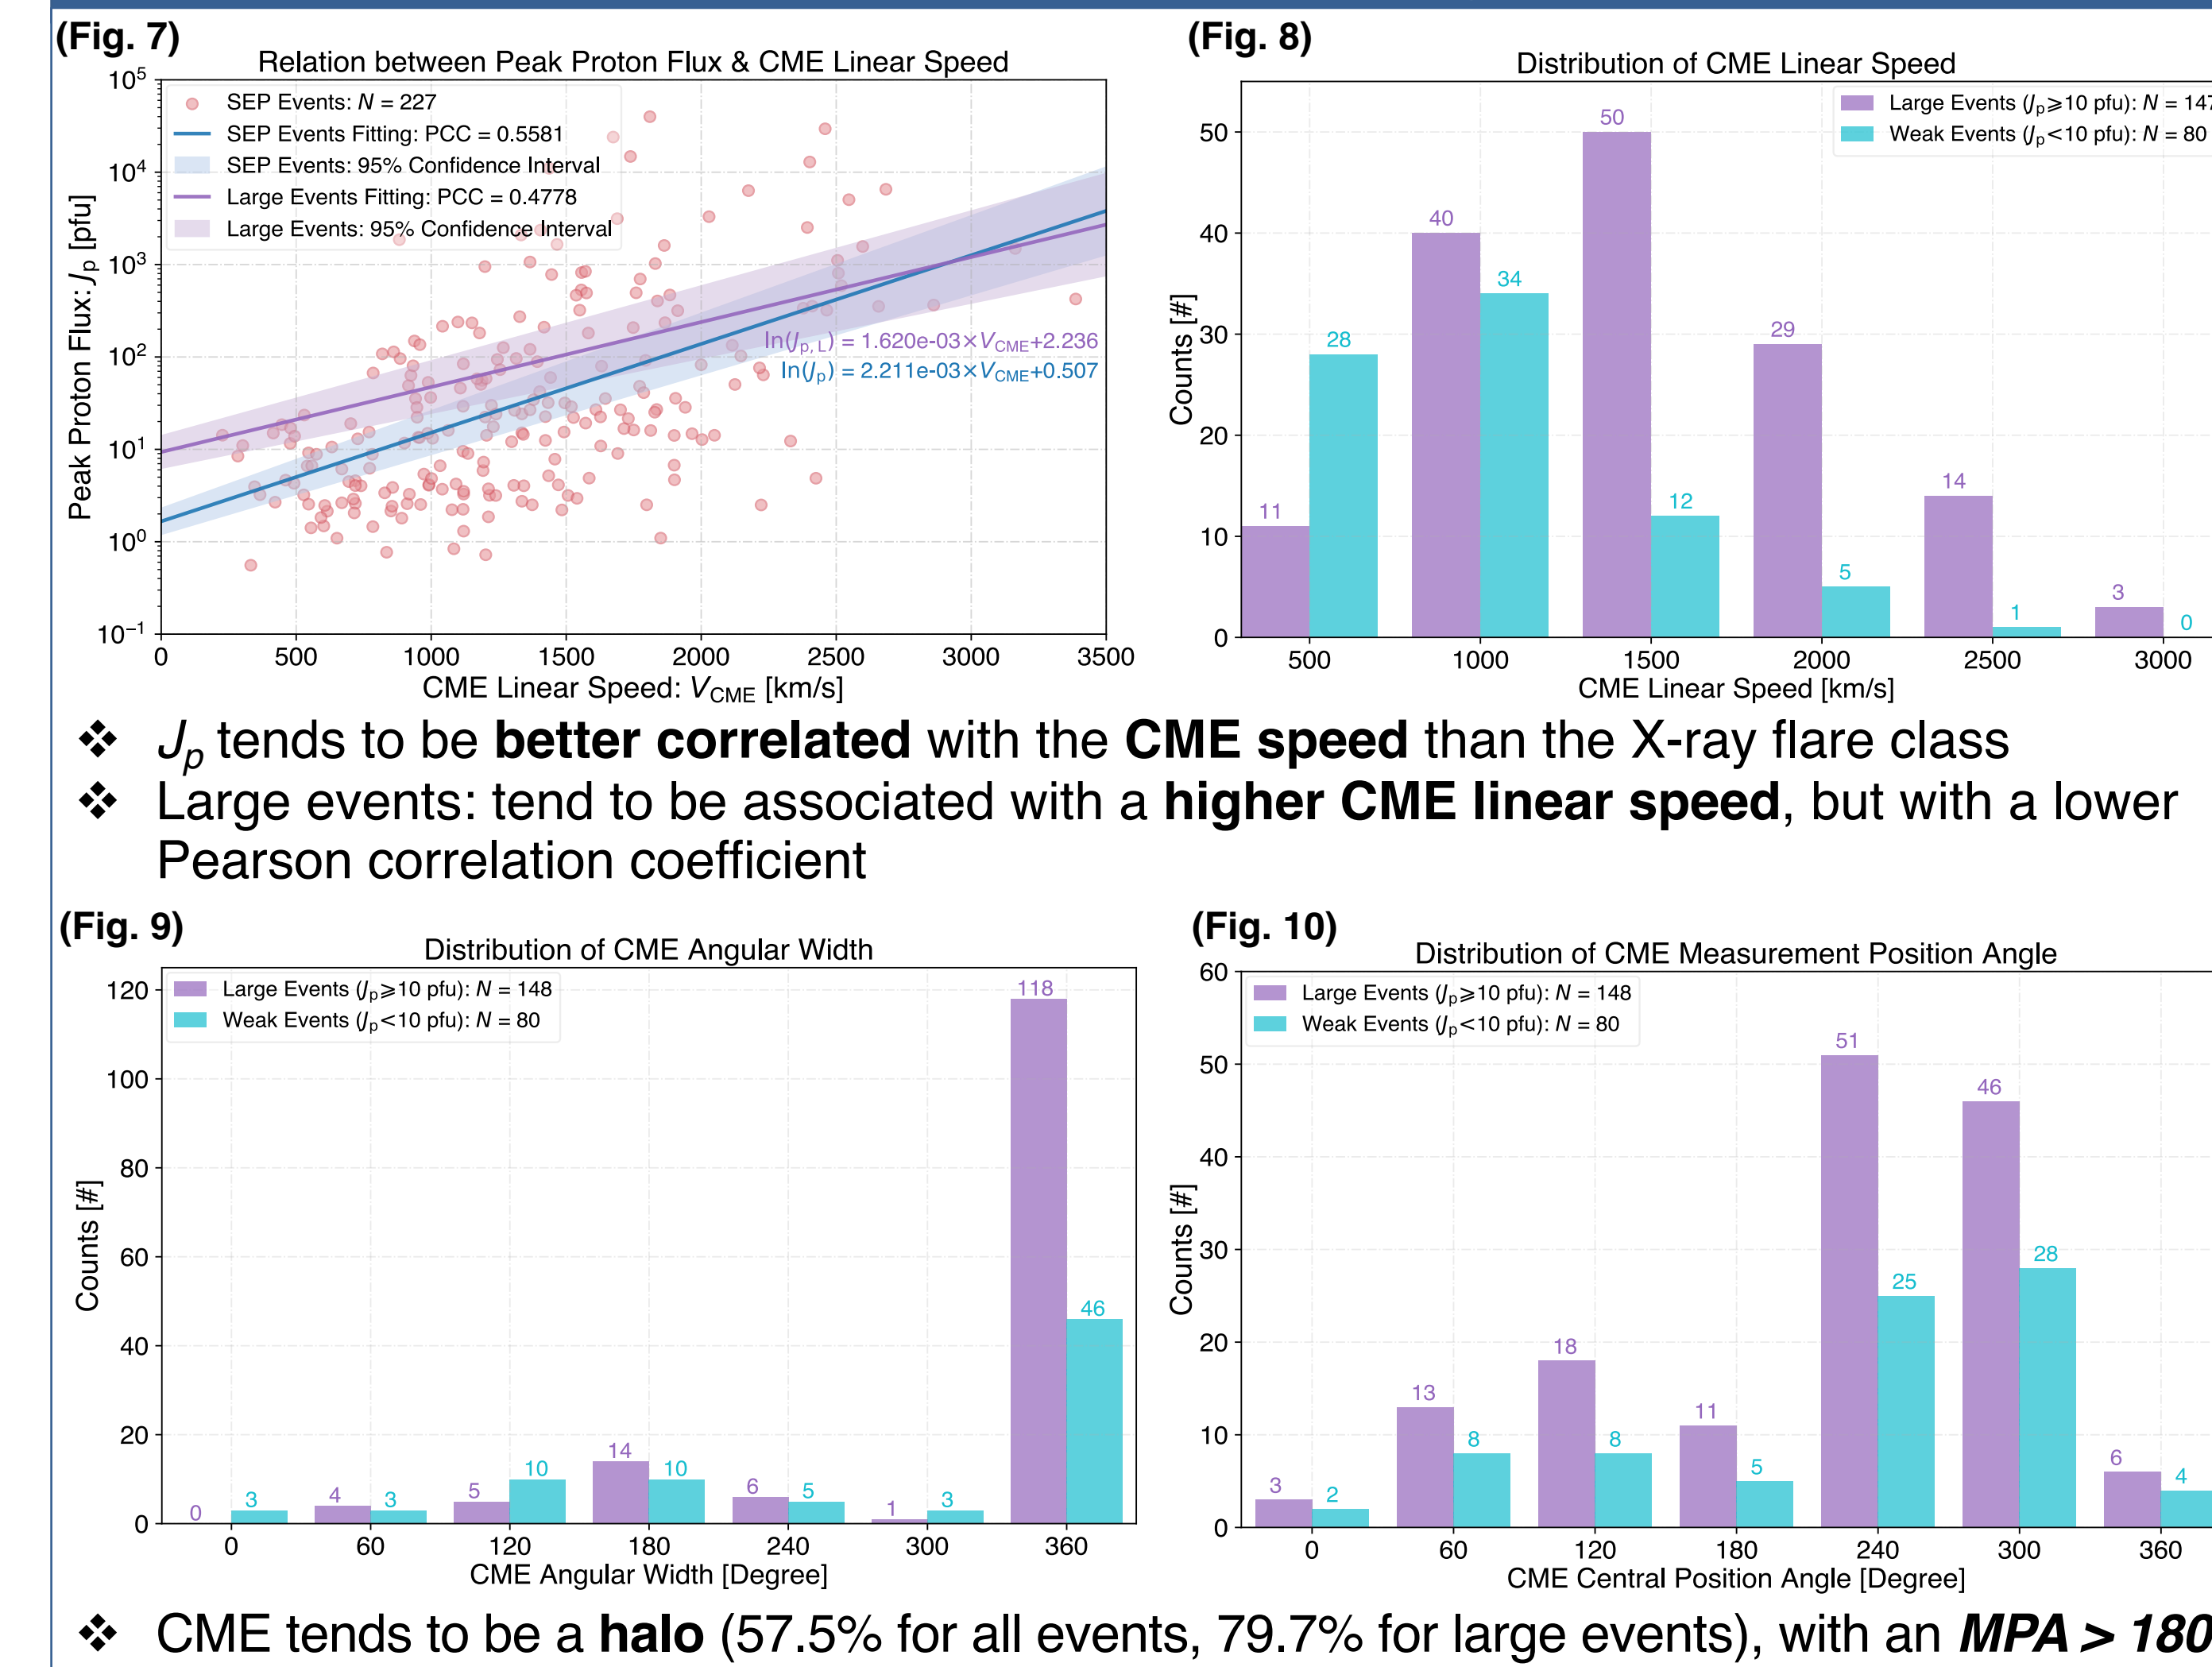 (Fig. 7)
Relation between Peak Proton Flux & CME Linear Speed
SEP Events: N = 227
SEP Events Fitting: PCC = 0.5581
SEP Events: 95% Confidence Interval
Large Events Fitting: PCC = 0.4778
Large Events: 95% Confidence Interval
ln(Jp, L) = 1.620e-03×VCME+2.236
ln(Jp) = 2.211e-03×VCME+0.507
Peak Proton Flux: Jp [pfu]
10⁵
10⁴
10³
10²
10¹
10⁰
10⁻¹
0 500 1000 1500 2000 2500 3000 3500
CME Linear Speed: VCME [km/s]
(Fig. 8)
Distribution of CME Linear Speed
Large Events (Jp⩾10 pfu): N = 147
Weak Events (Jp<10 pfu): N = 80
Counts [#]
50
40
30
20
10
0
11 28 40 34 50 12 29 5 14 1 3 0
500 1000 1500 2000 2500 3000
CME Linear Speed [km/s]
❖ Jp tends to be better correlated with the CME speed than the X-ray flare class
❖ Large events: tend to be associated with a higher CME linear speed, but with a lower
Pearson correlation coefficient
(Fig. 9)
Distribution of CME Angular Width
Large Events (Jp⩾10 pfu): N = 148
Weak Events (Jp<10 pfu): N = 80
Counts [#]
120
100
80
60
40
20
0
0 3 4 3 5 10 14 10 6 5 1 3 118 46
0 60 120 180 240 300 360
CME Angular Width [Degree]
(Fig. 10)
Distribution of CME Measurement Position Angle
Large Events (Jp⩾10 pfu): N = 148
Weak Events (Jp<10 pfu): N = 80
Counts [#]
60
50
40
30
20
10
0
3 2 13 8 18 8 11 5 51 25 46 28 6 4
0 60 120 180 240 300 360
CME Central Position Angle [Degree]
❖ CME tends to be a halo (57.5% for all events, 79.7% for large events), with an MPA > 180